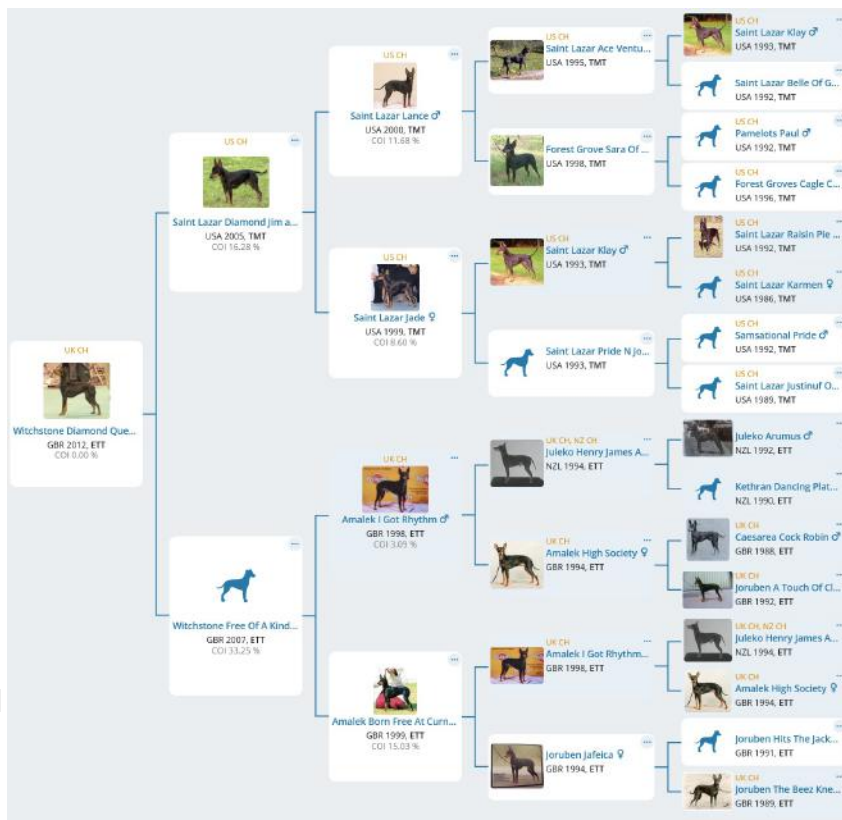 UK CH
Witchstone Diamond Que...
GBR 2012, ETT
COI 0.00 %
US CH
Saint Lazar Diamond Jim a...
USA 2005, TMT
COI 16.28 %
Witchstone Free Of A Kind...
GBR 2007, ETT
COI 33.25 %
US CH
Saint Lazar Lance ♂
USA 2000, TMT
COI 11.68 %
US CH
Saint Lazar Jade ♀
USA 1999, TMT
COI 8.60 %
UK CH
Amalek I Got Rhythm ♂
GBR 1998, ETT
COI 3.09 %
Amalek Born Free At Curn...
GBR 1999, ETT
COI 15.03 %
US CH
Saint Lazar Ace Ventu...
USA 1995, TMT
Forest Grove Sara Of ...
USA 1998, TMT
US CH
Saint Lazar Klay ♂
USA 1993, TMT
Saint Lazar Pride N Jo...
USA 1993, TMT
UK CH, NZ CH
Juleko Henry James A...
NZL 1994, ETT
UK CH
Amalek High Society ♀
GBR 1994, ETT
UK CH
Amalek I Got Rhythm...
GBR 1998, ETT
Joruben Jafeica ♀
GBR 1994, ETT
US CH
Saint Lazar Klay ♂
USA 1993, TMT
Saint Lazar Belle Of G...
USA 1992, TMT
US CH
Pamelots Paul ♂
USA 1992, TMT
US CH
Forest Groves Cagle C...
USA 1996, TMT
US CH
Saint Lazar Raisin Pie ...
USA 1992, TMT
US CH
Saint Lazar Karmen ♀
USA 1986, TMT
US CH
Samsational Pride ♂
USA 1992, TMT
US CH
Saint Lazar Justinuf O...
USA 1989, TMT
Juleko Arumus ♂
NZL 1992, ETT
Kethran Dancing Plat...
NZL 1990, ETT
UK CH
Caesarea Cock Robin ♂
GBR 1988, ETT
UK CH
Joruben A Touch Of Cl...
GBR 1992, ETT
UK CH, NZ CH
Juleko Henry James A...
NZL 1994, ETT
UK CH
Amalek High Society ♀
GBR 1994, ETT
Joruben Hits The Jack...
GBR 1991, ETT
UK CH
Joruben The Beez Kne...
GBR 1989, ETT